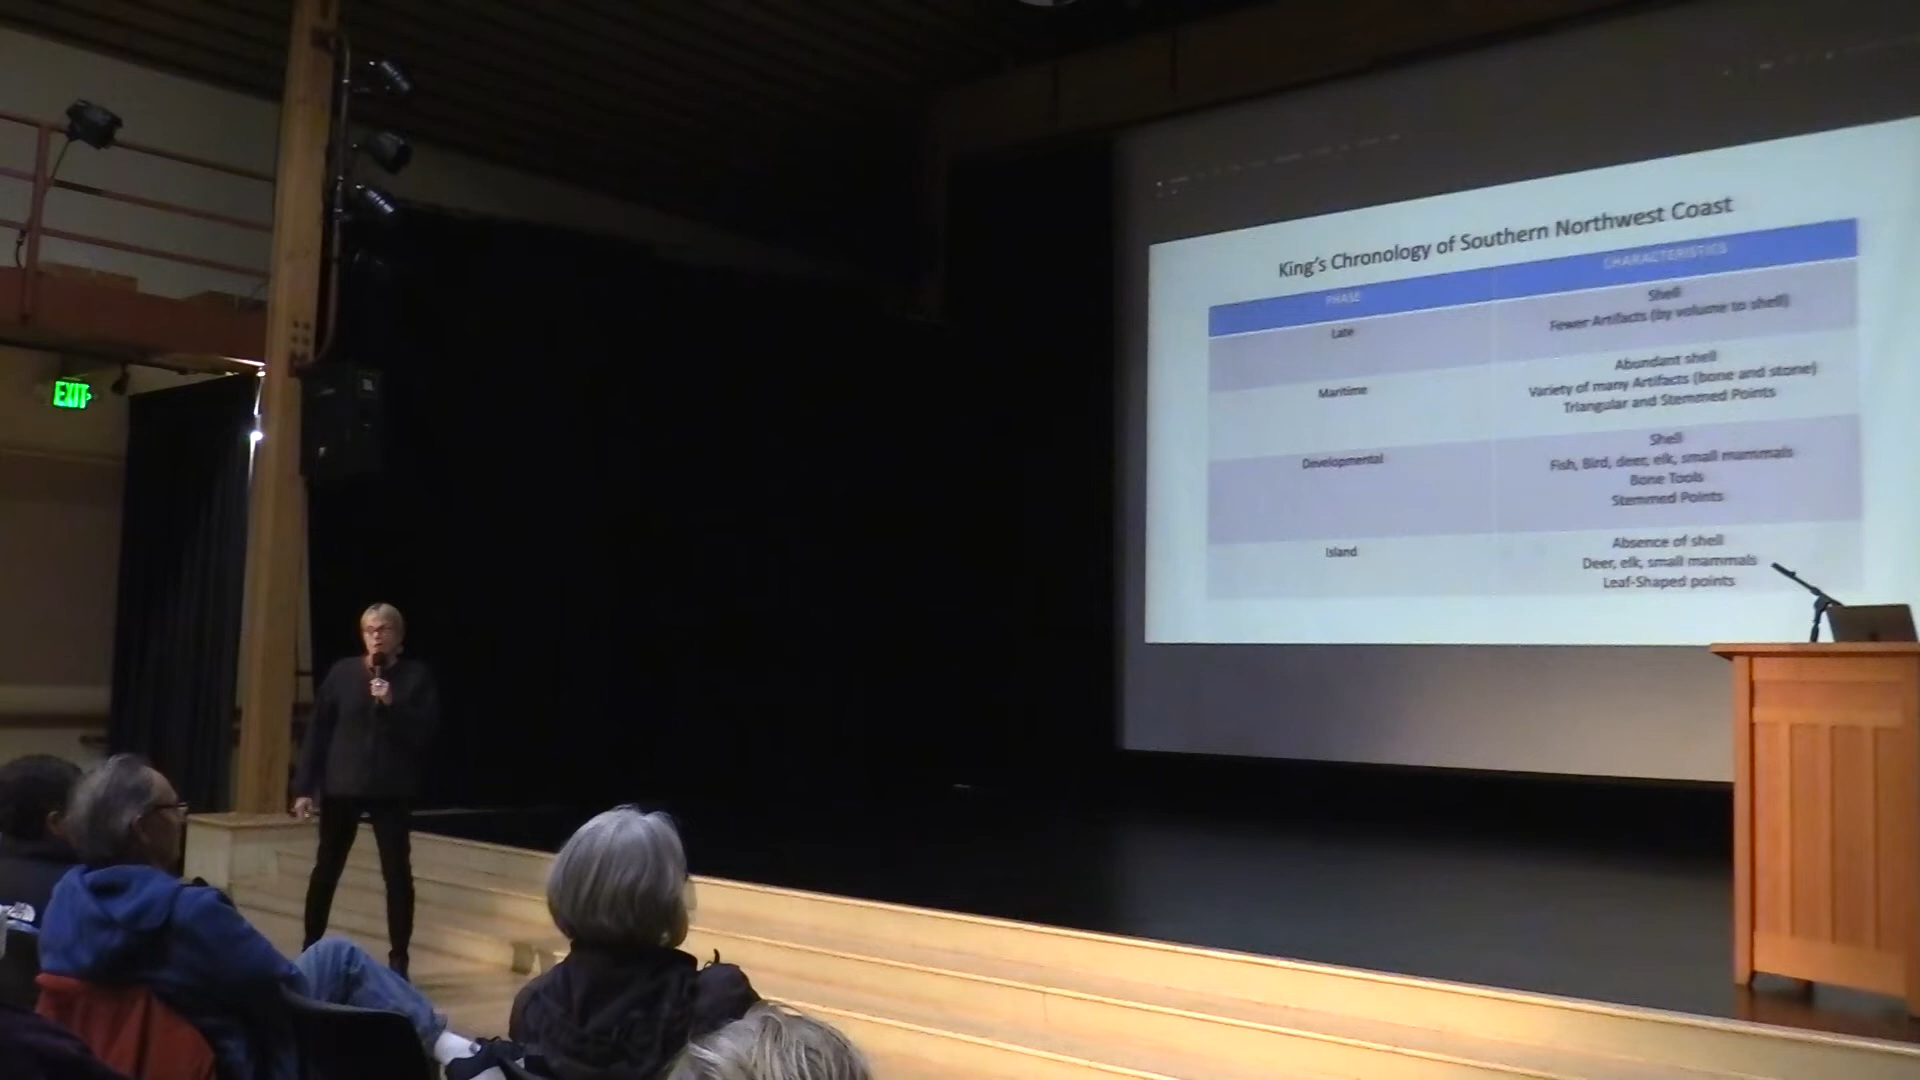 EXIT
King's Chronology of Southern Northwest Coast
PHASE
CHARACTERISTICS
Late
Shell
Fewer Artifacts (by volume to shell)
Maritime
Abundant shell
Variety of many Artifacts (bone and stone)
Triangular and Stemmed Points
Developmental
Shell
Fish, Bird, deer, elk, small mammals
Bone Tools
Stemmed Points
Island
Absence of shell
Deer, elk, small mammals
Leaf-Shaped points